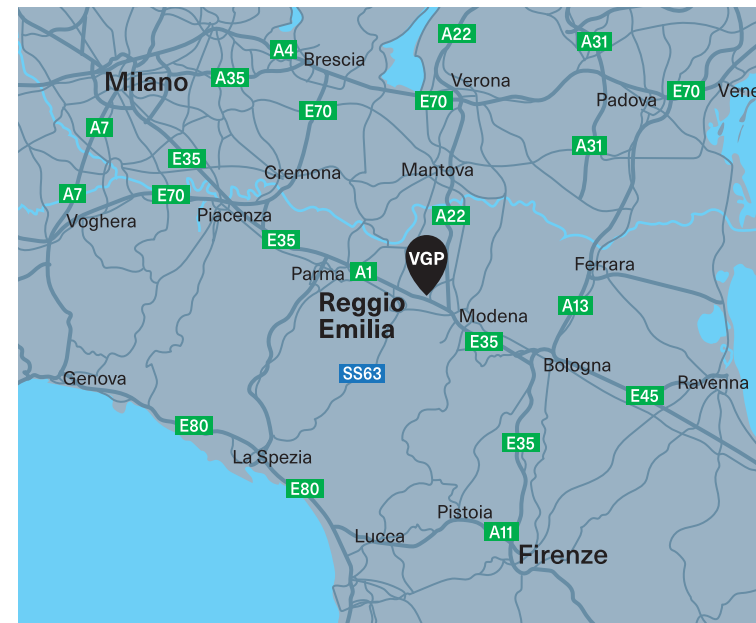 A22
A31
A4
Brescia
Milano
A35
Verona
E70
E70
E70
Padova
Vene
A7
A31
E35
Cremona
Mantova
A7
E70
Voghera
Piacenza
A22
E35
VGP
Ferrara
Parma
A1
Reggio
Emilia
A13
Modena
E35
Bologna
SS63
Genova
Ravenna
E45
E80
E35
La Spezia
E80
Pistoia
Lucca
A11
Firenze